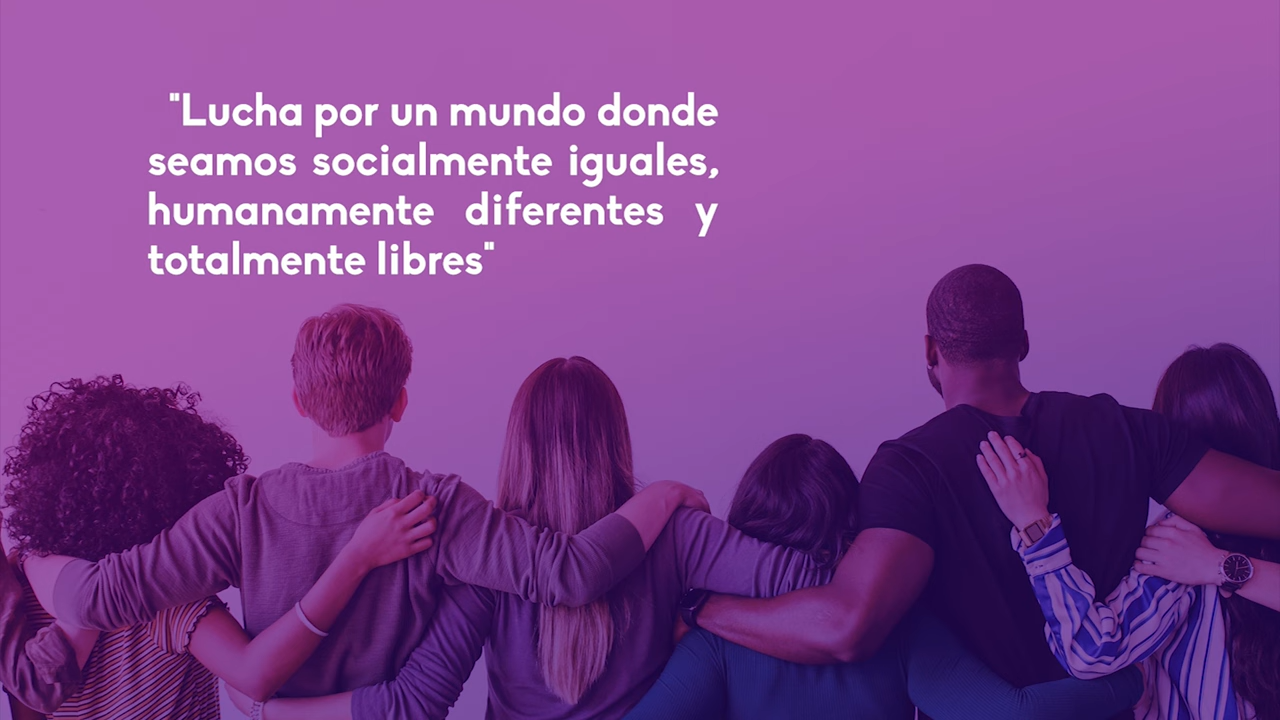 "Lucha por un mundo donde
seamos socialmente iguales,
humanamente diferentes y
totalmente libres"